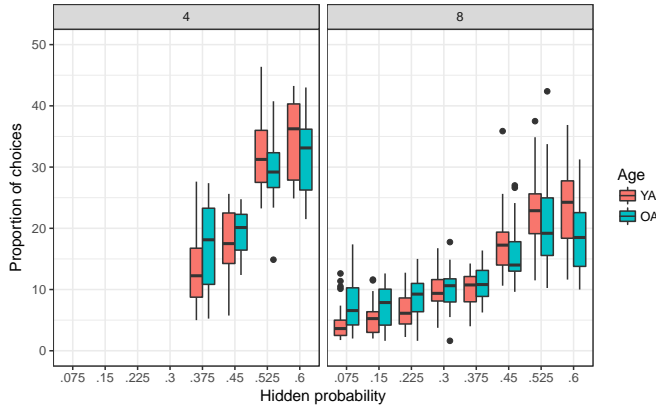 4 8
Proportion of choices
50
40
30
20
10
0
.075 .15 .225 .3 .375 .45 .525 .6 .075 .15 .225 .3 .375 .45 .525 .6
Hidden probability
Age
YA
OA